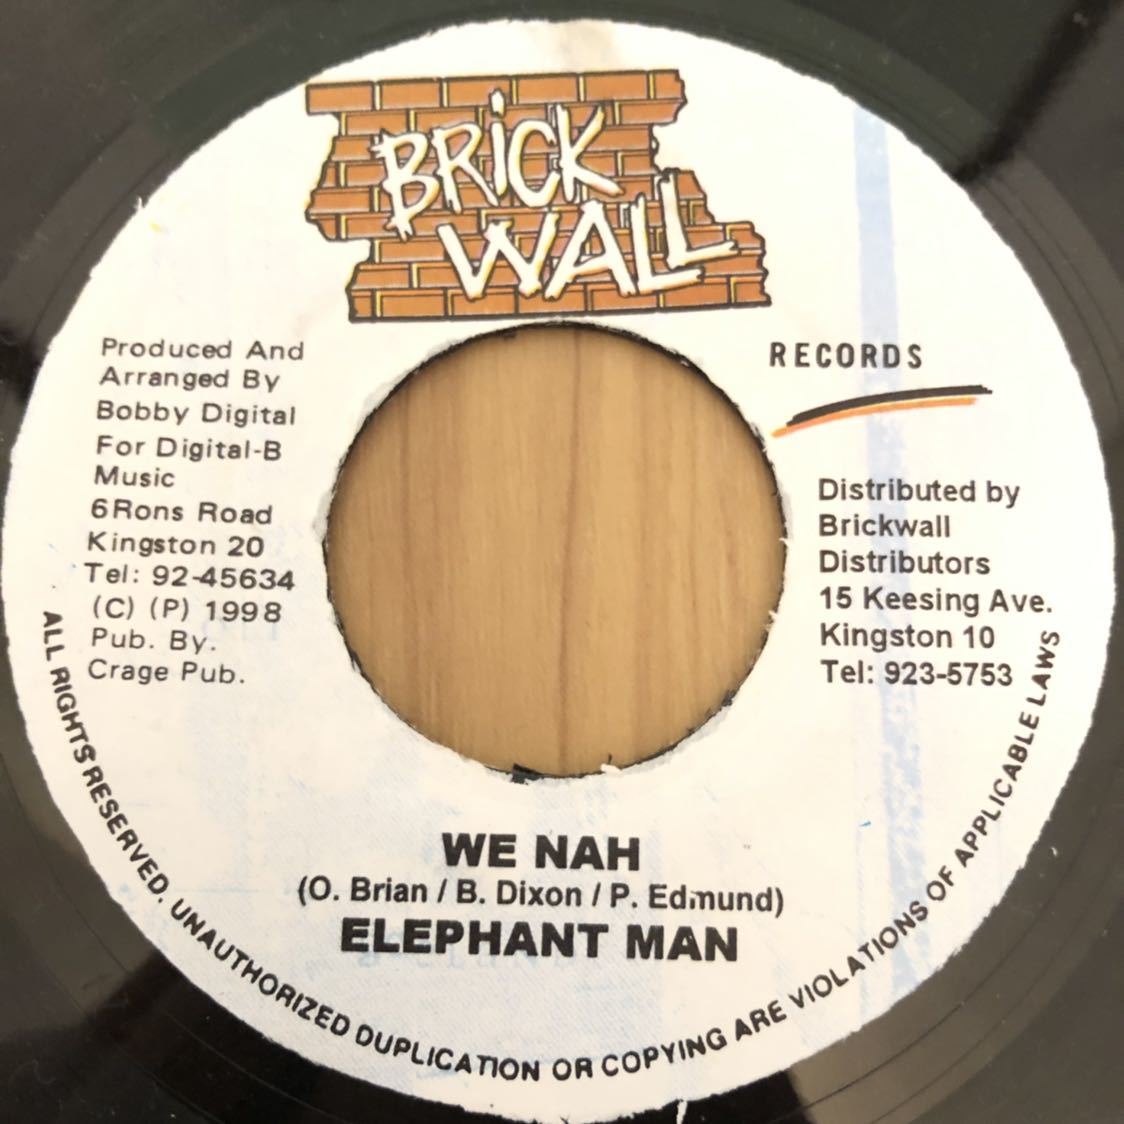 BRiCK
WALL
RECORDS
Produced And
Arranged By
Bobby Digital
For Digital-B
Music
6Rons Road
Kingston 20
Tel: 92-45634
(C) (P) 1998
Pub. By.
Crage Pub.
Distributed by
Brickwall
Distributors
15 Keesing Ave.
Kingston 10
Tel: 923-5753
WE NAH
(O. Brian / B. Dixon / P. Edmund)
ELEPHANT MAN
ALL RIGHTS RESERVED. UNAUTHORIZED DUPLICATION OR COPYING ARE VIOLATIONS OF APPLICABLE LAWS